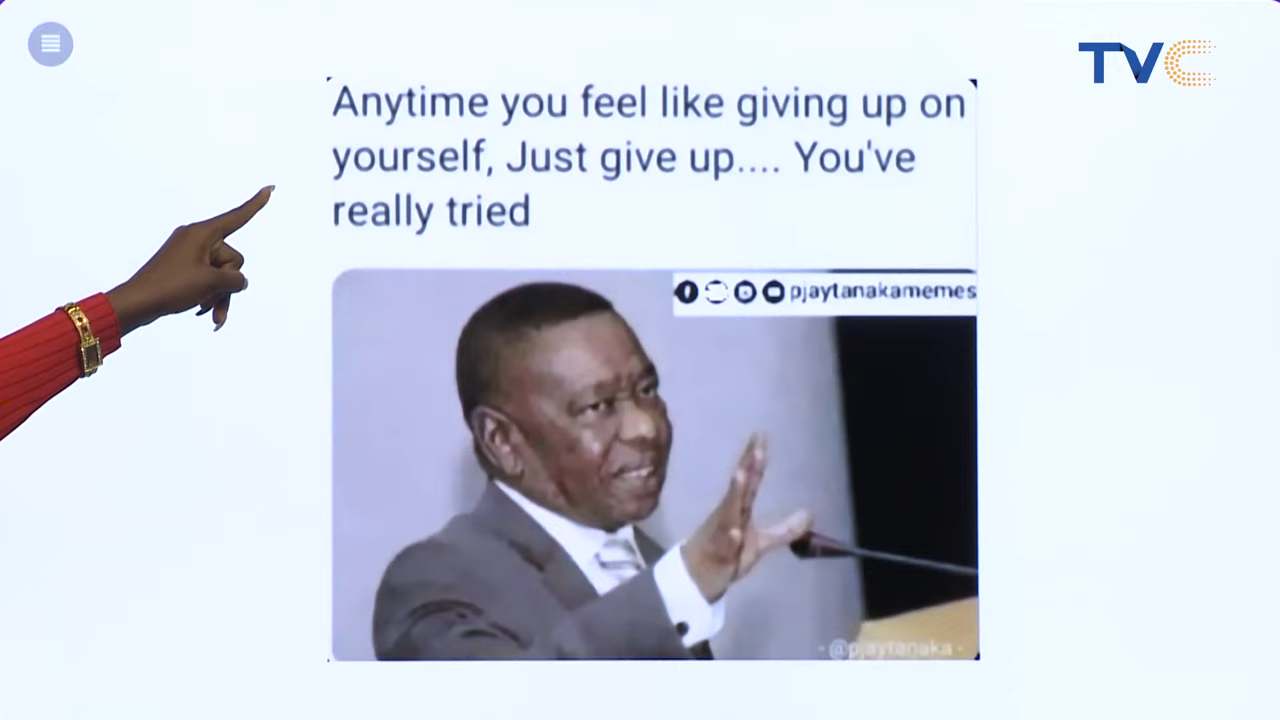 TVC
Anytime you feel like giving up on
yourself, Just give up.... You've
really tried
pjaytanakamemes
- @pjaytanaka -